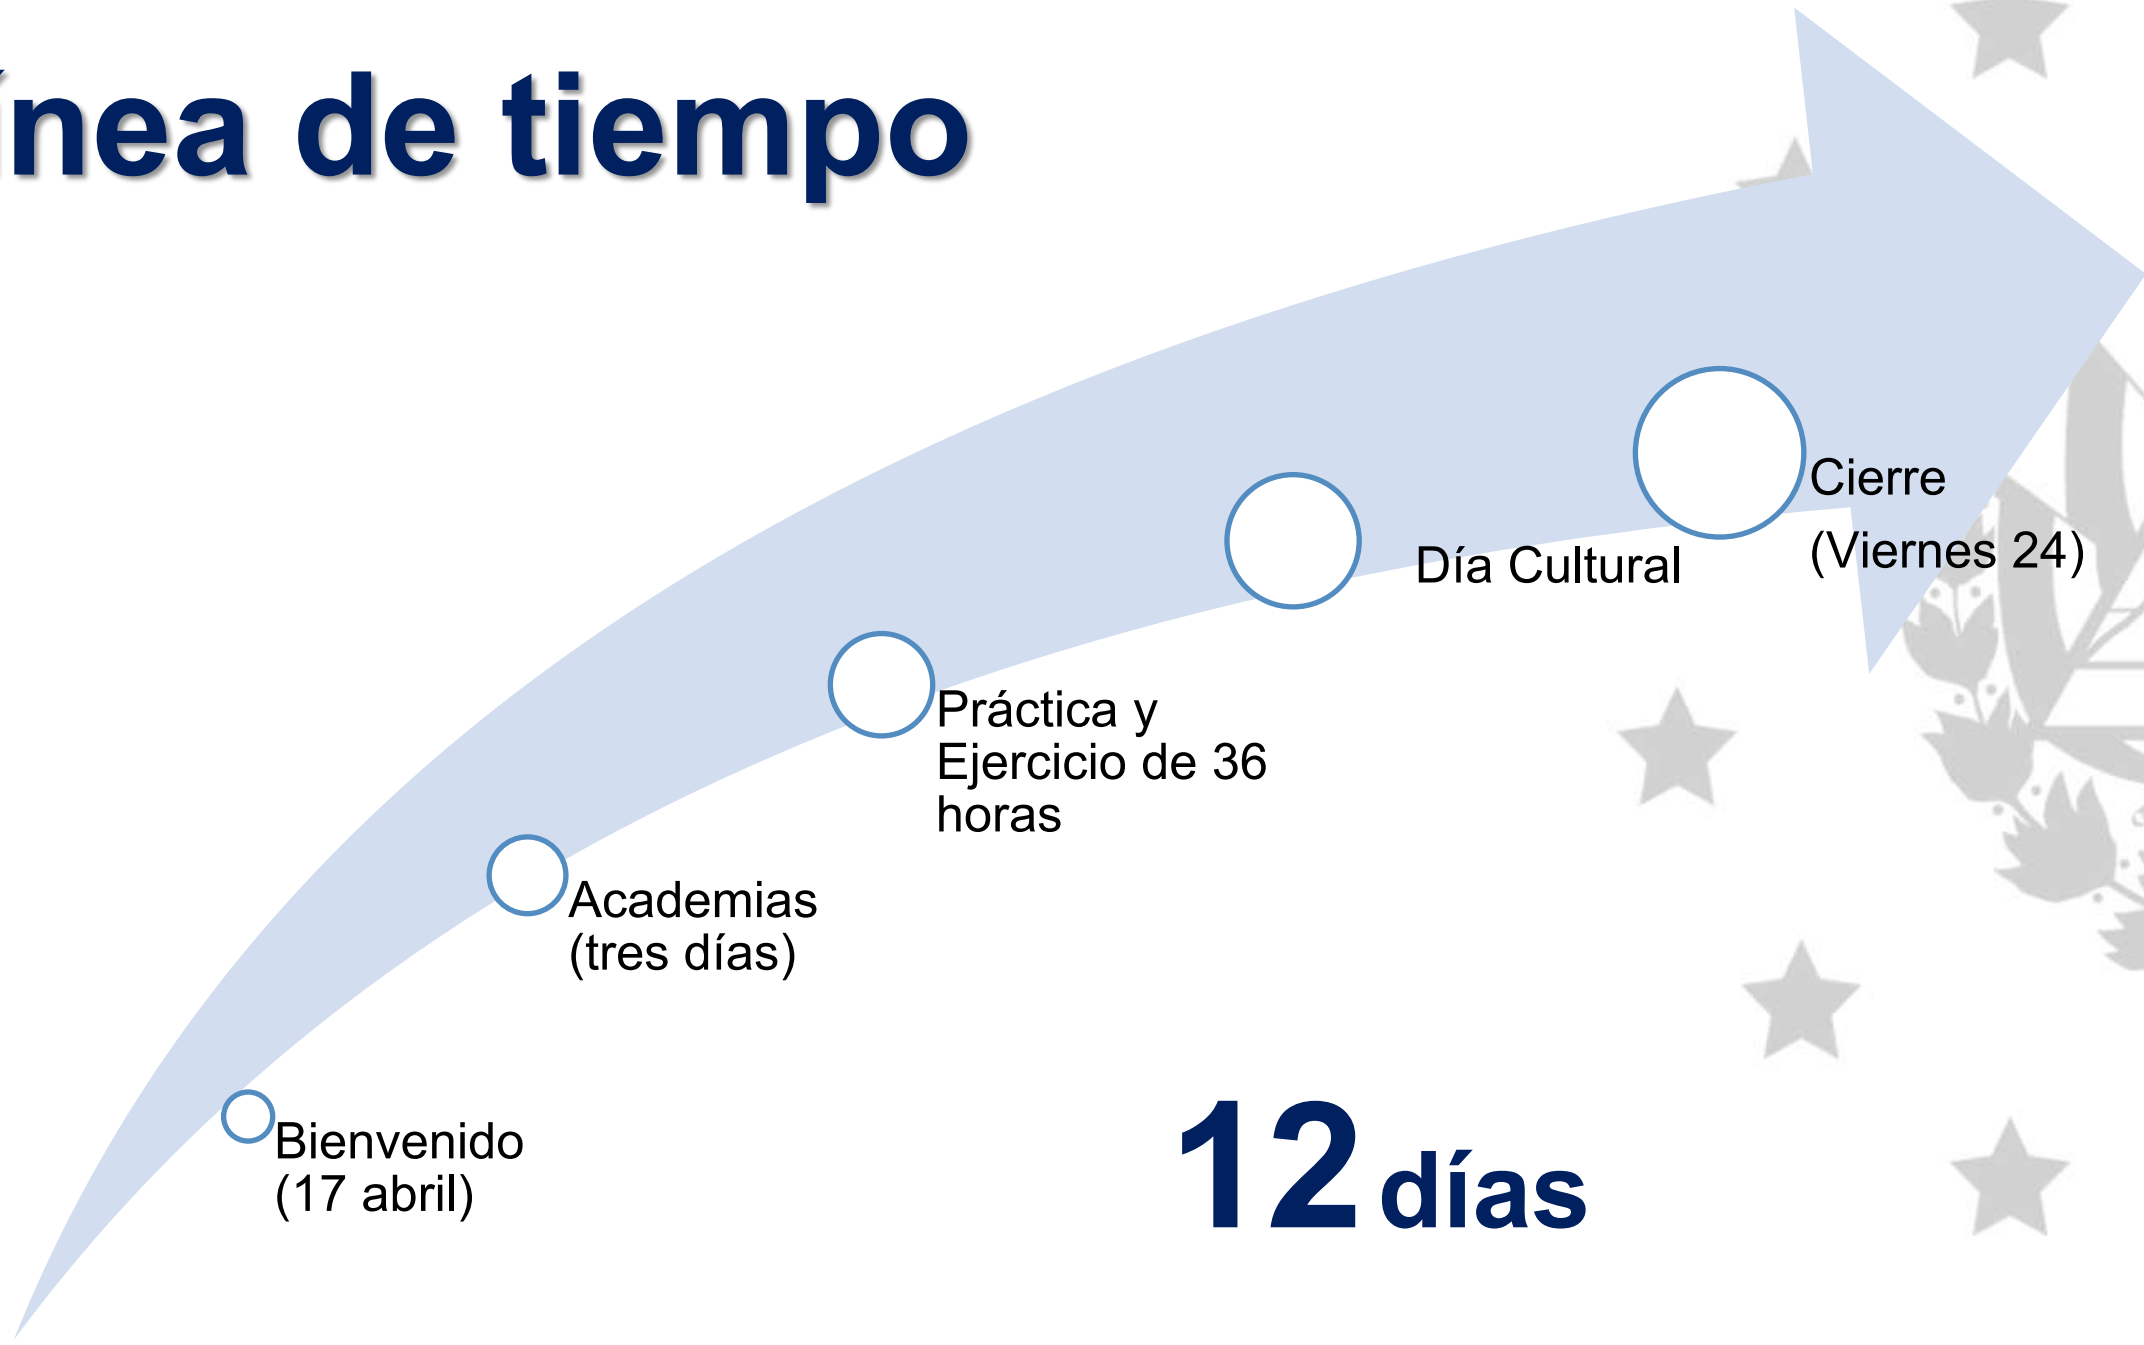 ínea de tiempo
Cierre
(Viernes 24)
Día Cultural
Práctica y
Ejercicio de 36
horas
Academias
(tres días)
Bienvenido
(17 abril)
12 días